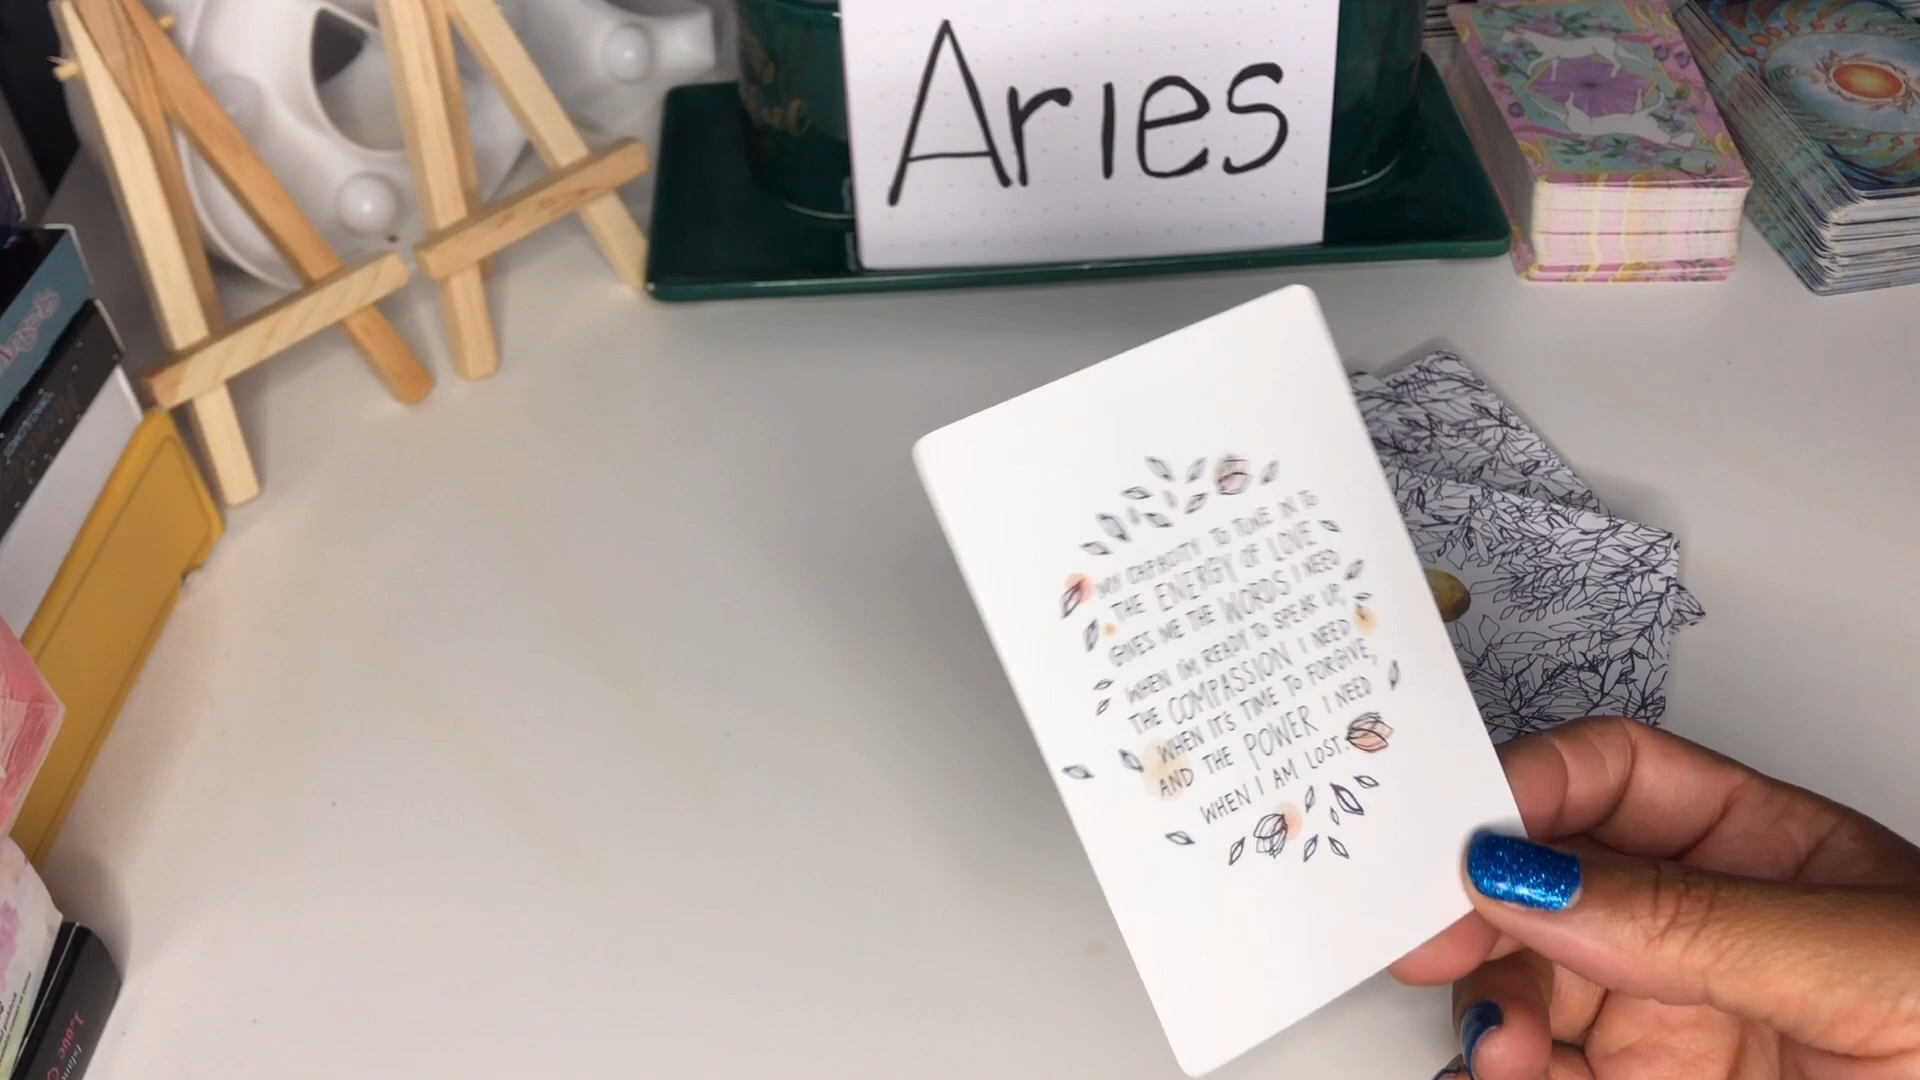 Aries
MY CAPACITY TO TUNE IN TO
THE ENERGY OF LOVE
GIVES ME THE WORDS I NEED
WHEN I'M READY TO SPEAK UP,
THE COMPASSION I NEED
WHEN IT'S TIME TO FORGIVE,
AND THE POWER I NEED
WHEN I AM LOST.
Love